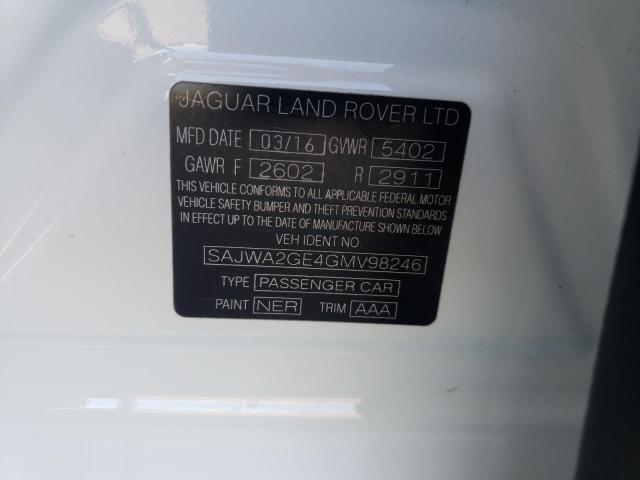 JAGUAR LAND ROVER LTD
MFD DATE 03/16 GVWR 5402
GAWR F 2602 R 2911
THIS VEHICLE CONFORMS TO ALL APPLICABLE FEDERAL MOTOR
VEHICLE SAFETY BUMPER AND THEFT PREVENTION STANDARDS
IN EFFECT UP TO THE DATE OF MANUFACTURE SHOWN BELOW
VEH IDENT NO
SAJWA2GE4GMV98246
TYPE PASSENGER CAR
PAINT NER TRIM AAA